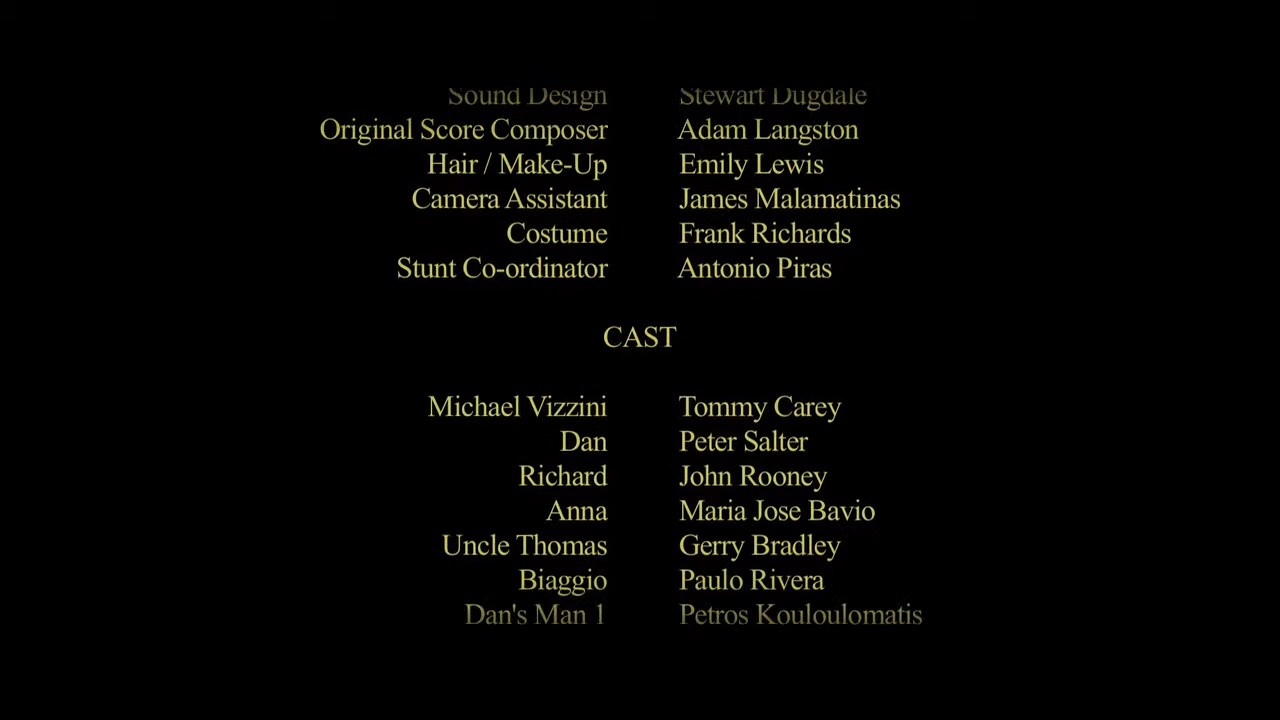 Sound Design Stewart Dugdale
Original Score Composer Adam Langston
Hair / Make-Up Emily Lewis
Camera Assistant James Malamatinas
Costume Frank Richards
Stunt Co-ordinator Antonio Piras
CAST
Michael Vizzini Tommy Carey
Dan Peter Salter
Richard John Rooney
Anna Maria Jose Bavio
Uncle Thomas Gerry Bradley
Biaggio Paulo Rivera
Dan's Man 1 Petros Kouloulomatis